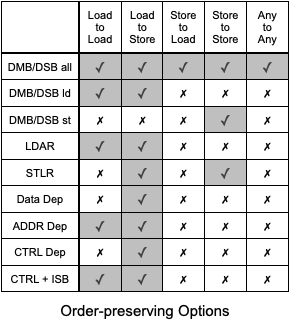 Load to Load | Load to Store | Store to Load | Store to Store | Any to Any
DMB/DSB all ✓ ✓ ✓ ✓ ✓
DMB/DSB ld ✓ ✓ ✗ ✗ ✗
DMB/DSB st ✗ ✗ ✗ ✓ ✗
LDAR ✓ ✓ ✗ ✗ ✗
STLR ✗ ✓ ✗ ✓ ✗
Data Dep ✗ ✓ ✗ ✗ ✗
ADDR Dep ✓ ✓ ✗ ✗ ✗
CTRL Dep ✗ ✓ ✗ ✗ ✗
CTRL + ISB ✓ ✓ ✗ ✗ ✗
Order-preserving Options